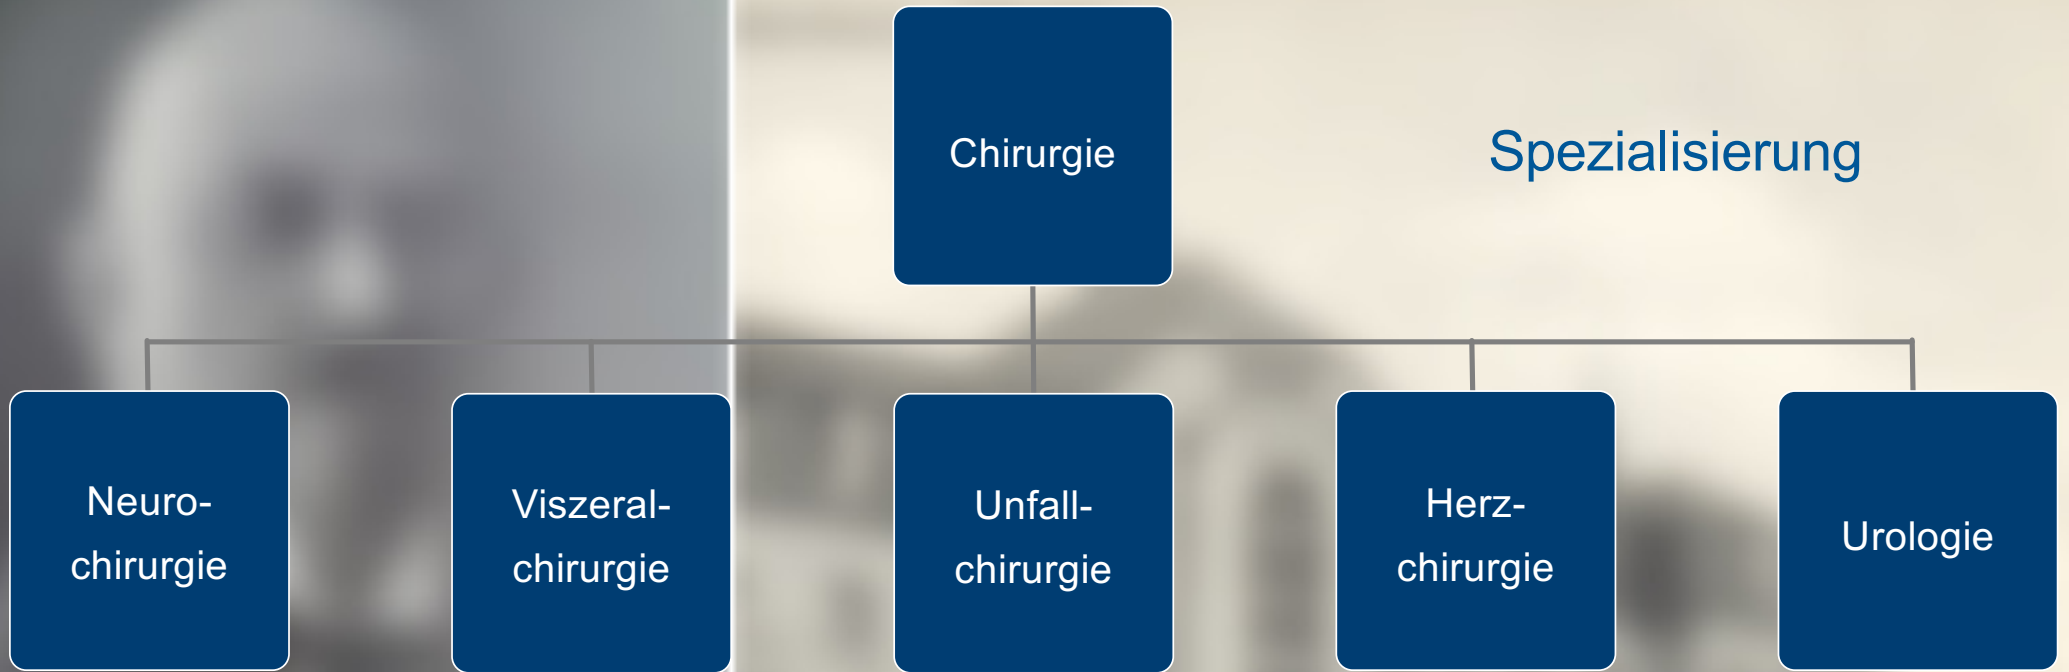 Chirurgie
Spezialisierung
Neuro-
chirurgie
Viszeral-
chirurgie
Unfall-
chirurgie
Herz-
chirurgie
Urologie